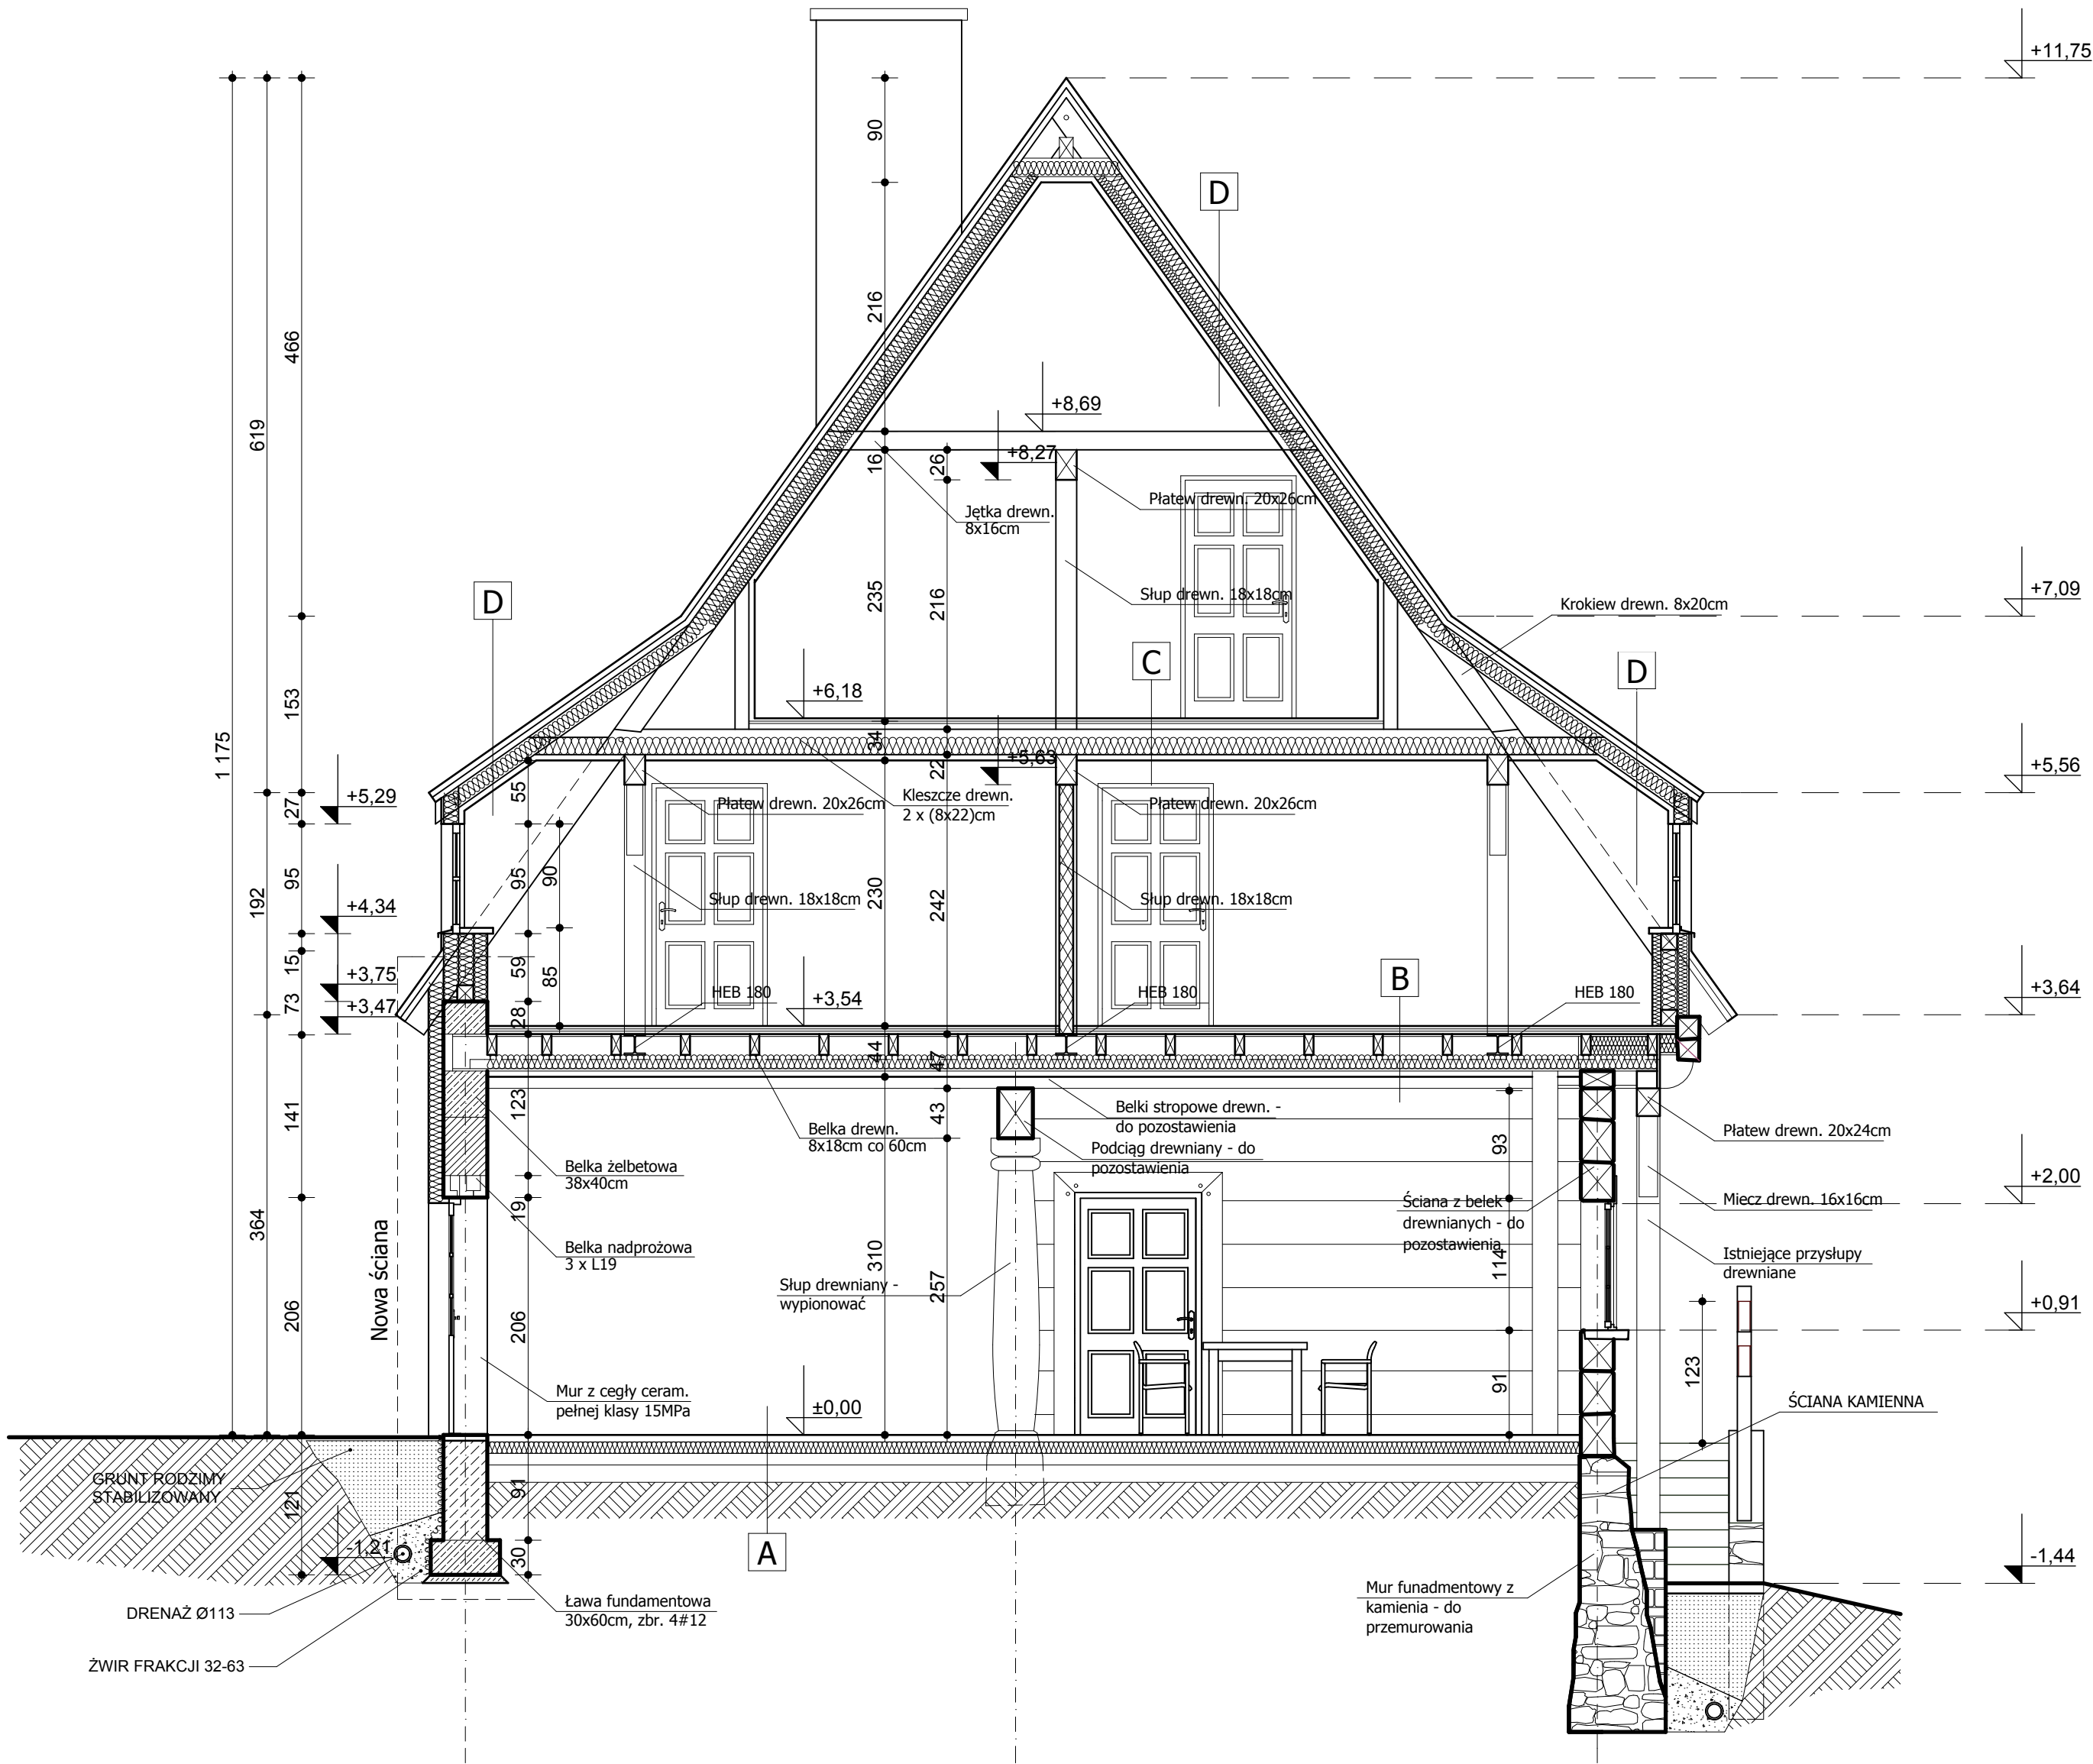 +11,75
90
D
216
466
+8,69
619
16
26
+8,27
Płatew drewn. 20x26cm
Jętka drewn.
8x16cm
235
216
Słup drewn. 18x18cm
+7,09
Krokiew drewn. 8x20cm
D
C
D
+6,18
153
34
1 175
+5,63
22
+5,56
+5,29
27
55
Płatew drewn. 20x26cm
Kleszcze drewn.
2 x (8x22)cm
Płatew drewn. 20x26cm
95
95
90
230
242
192
Słup drewn. 18x18cm
Słup drewn. 18x18cm
+4,34
15
59
85
B
+3,75
73
HEB 180
+3,54
HEB 180
HEB 180
+3,64
+3,47
28
44
47
141
123
43
Belka drewn.
8x18cm co 60cm
Belki stropowe drewn. -
do pozostawienia
Podciąg drewniany - do
pozostawienia
93
Płatew drewn. 20x24cm
Belka żelbetowa
38x40cm
+2,00
Miecz drewn. 16x16cm
Ściana z belek
drewnianych - do
pozostawienia
19
364
Nowa ściana
Belka nadprożowa
3 x L19
310
257
114
Istniejące przysłupy
drewniane
Słup drewniany -
wypionować
+0,91
206
206
123
91
Mur z cegły ceram.
pełnej klasy 15MPa
±0,00
ŚCIANA KAMIENNA
GRUNT RODZIMY
STABILIZOWANY
121
91
-1,21
30
A
-1,44
Ława fundamentowa
30x60cm, zbr. 4#12
Mur funadmentowy z
kamienia - do
przemurowania
DRENAŻ Ø113
ŻWIR FRAKCJI 32-63